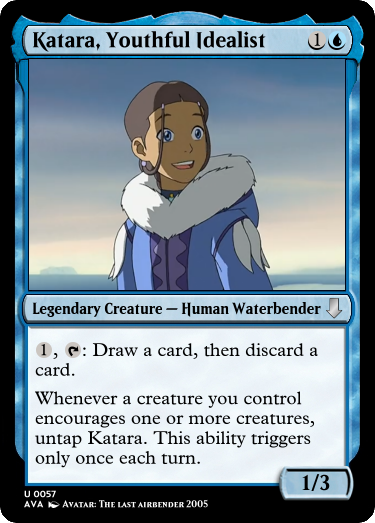 Katara, Youthful Idealist 1
Legendary Creature — Human Waterbender
1, T: Draw a card, then discard a
card.
Whenever a creature you control
encourages one or more creatures,
untap Katara. This ability triggers
only once each turn.
1/3
U 0057
AVA Avatar: The last airbender 2005